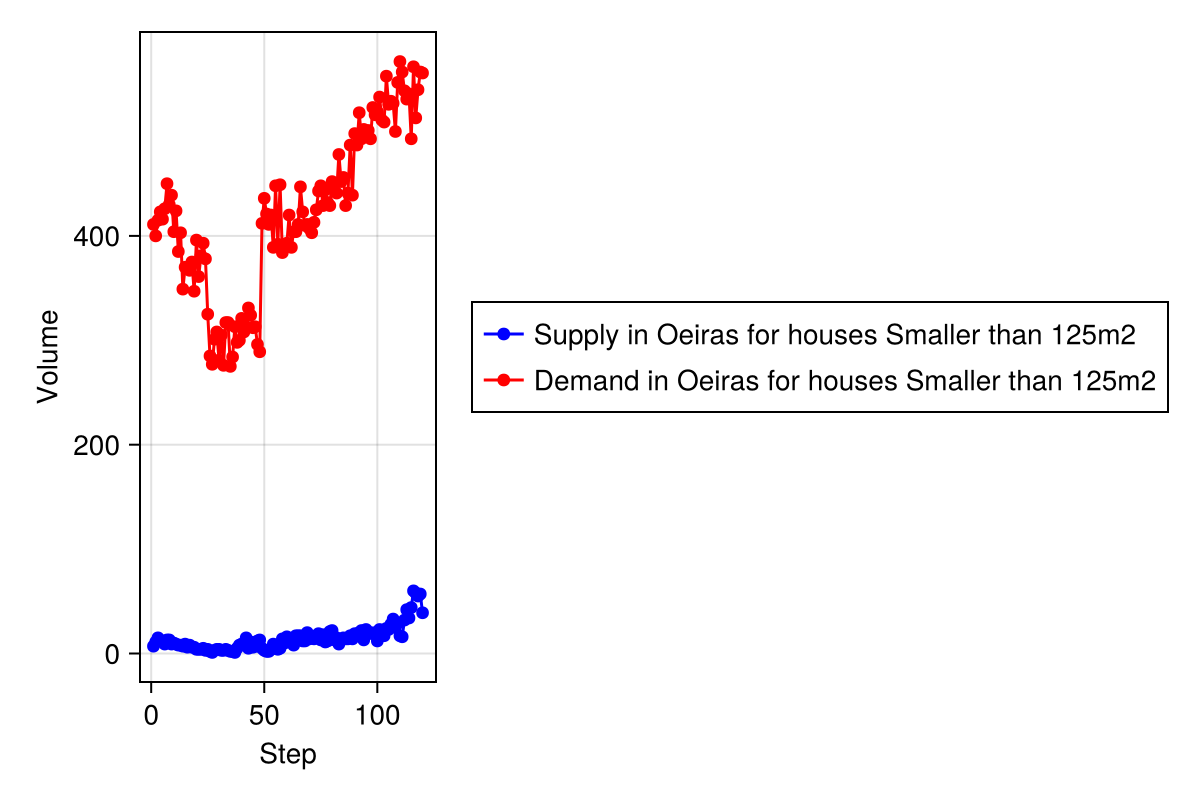 Volume
400
200
0
0 50 100
Step
Supply in Oeiras for houses Smaller than 125m2
Demand in Oeiras for houses Smaller than 125m2